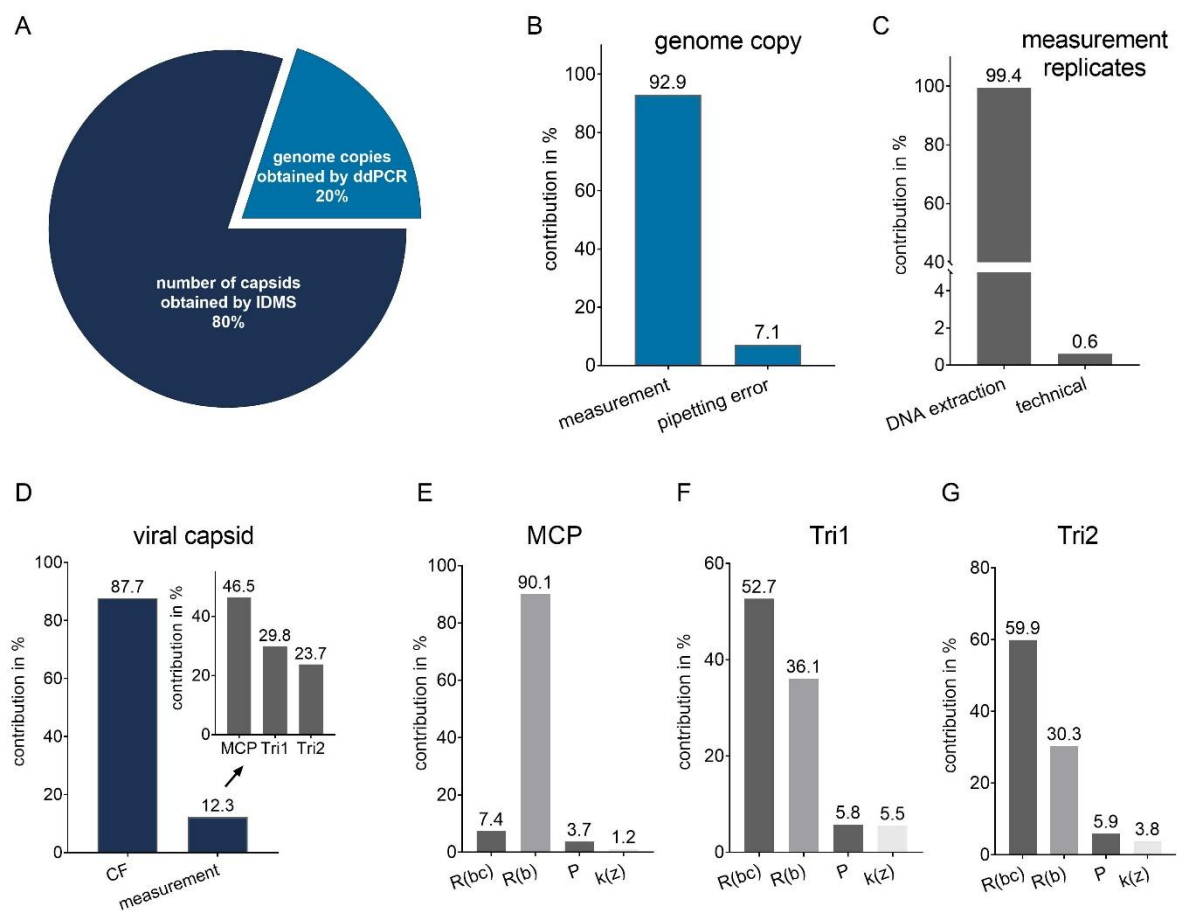 A
genome copies
obtained by ddPCR
20%
number of capsids
obtained by IDMS
80%
B
genome copy
contribution in %
100
80
60
40
20
0
92.9
7.1
measurement
pipetting error
C
measurement
replicates
contribution in %
100
80
60
40
4
2
0
99.4
0.6
DNA extraction
technical
D
viral capsid
contribution in %
100
80
60
40
20
0
87.7
12.3
CF
measurement
contribution in %
40
20
0
46.5
29.8
23.7
MCP Tri1 Tri2
E
MCP
contribution in %
100
80
60
40
20
0
7.4
90.1
3.7
1.2
R(bc)
R(b)
P
k(z)
F
Tri1
contribution in %
60
40
20
0
52.7
36.1
5.8
5.5
R(bc)
R(b)
P
k(z)
G
Tri2
contribution in %
80
60
40
20
0
59.9
30.3
5.9
3.8
R(bc)
R(b)
P
k(z)